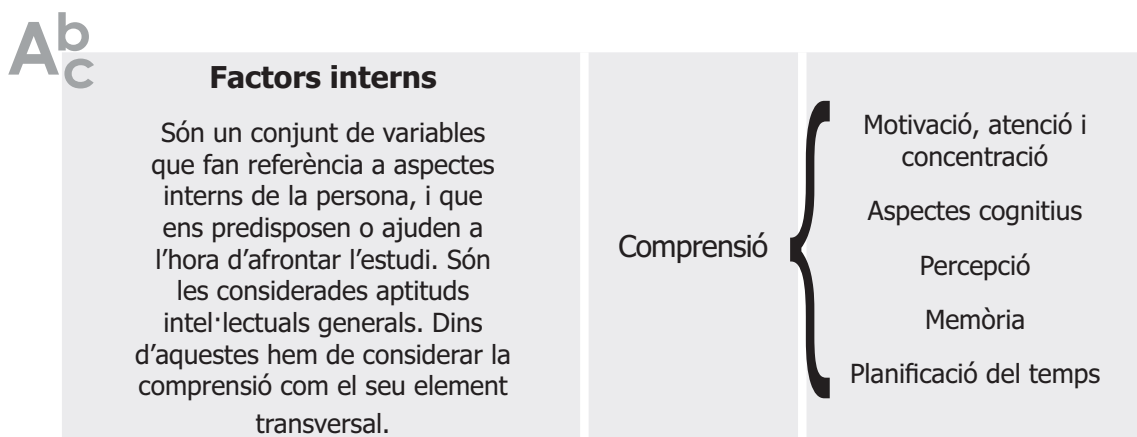 Abc
Factors interns
Són un conjunt de variables
que fan referència a aspectes
interns de la persona, i que
ens predisposen o ajuden a
l’hora d’afrontar l’estudi. Són
les considerades aptituds
intel·lectuals generals. Dins
d’aquestes hem de considerar la
comprensió com el seu element
transversal.
Comprensió
Motivació, atenció i
concentració
Aspectes cognitius
Percepció
Memòria
Planificació del temps